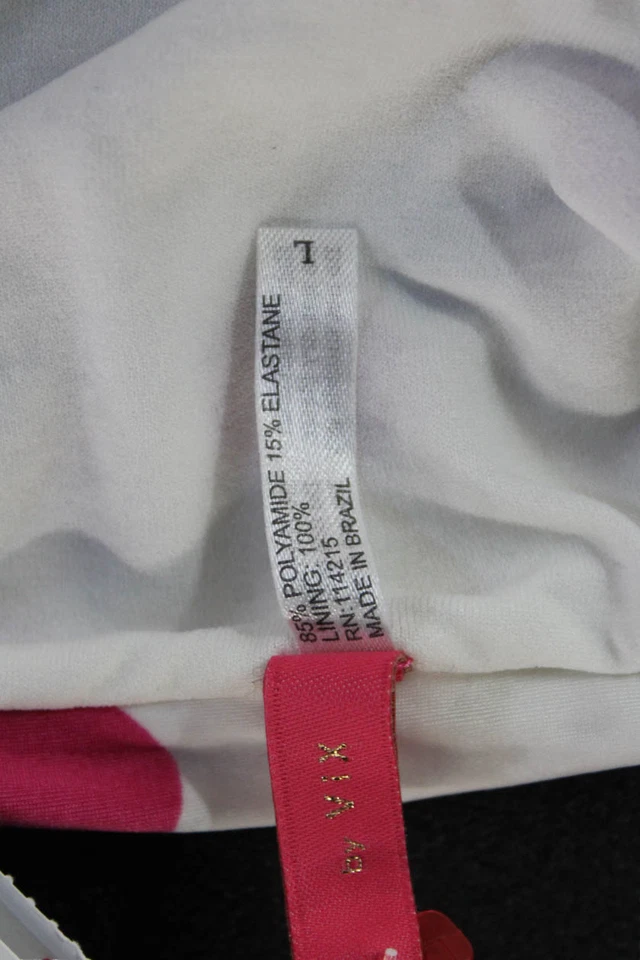 L
85% POLYAMIDE 15% ELASTANE
LINING: 100%
RN: 114215
MADE IN BRAZIL
By ViX